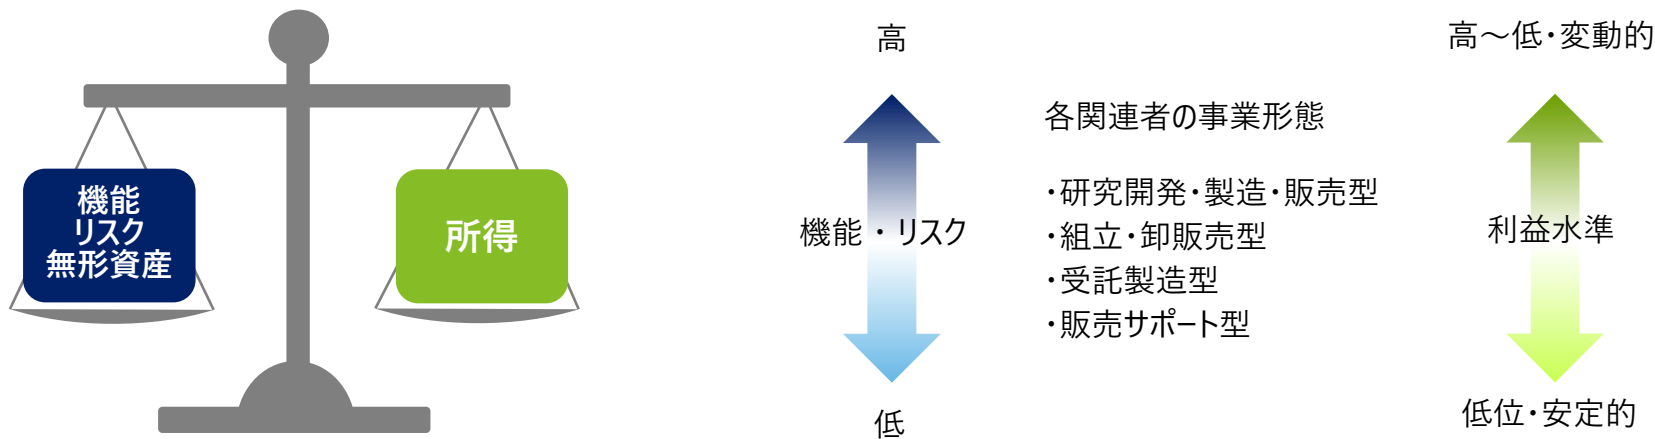 機能
リスク
無形資産
所得
高
機能・リスク
低
各関連者の事業形態
・研究開発・製造・販売型
・組立・卸販売型
・受託製造型
・販売サポート型
高～低・変動的
利益水準
低位・安定的